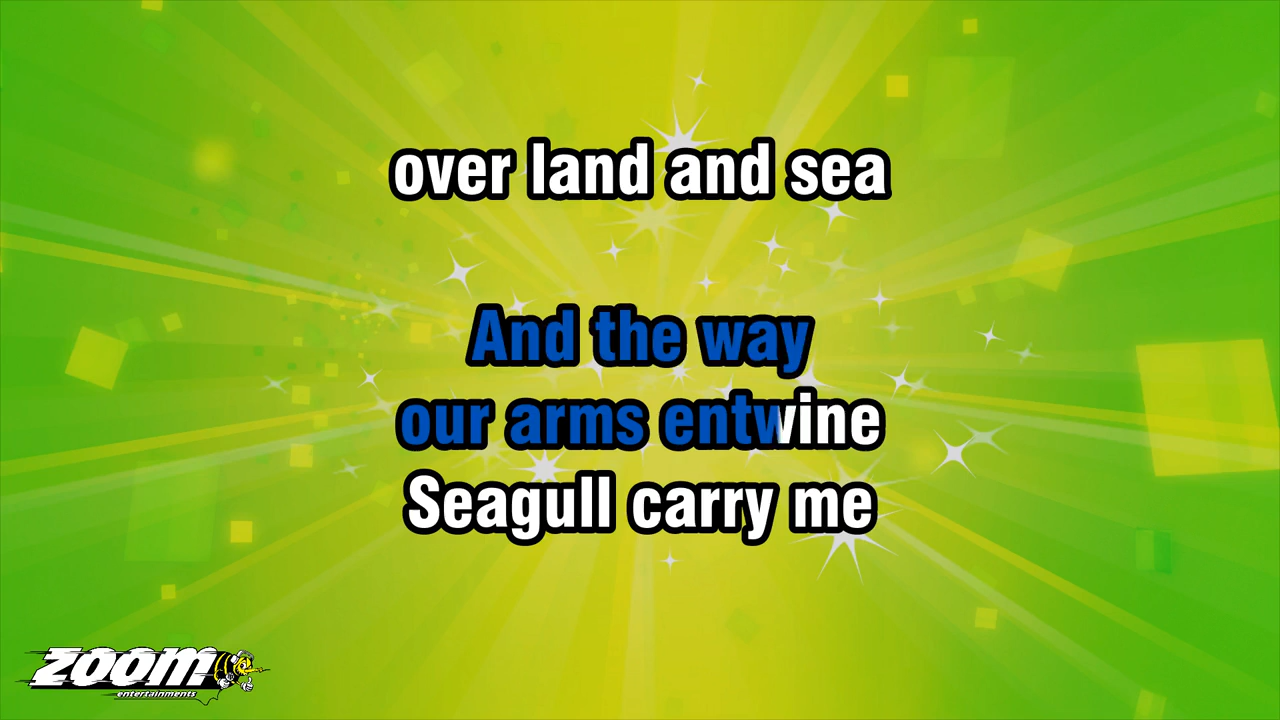 over land and sea
And the way
our arms entwine
Seagull carry me
zoom
entertainments